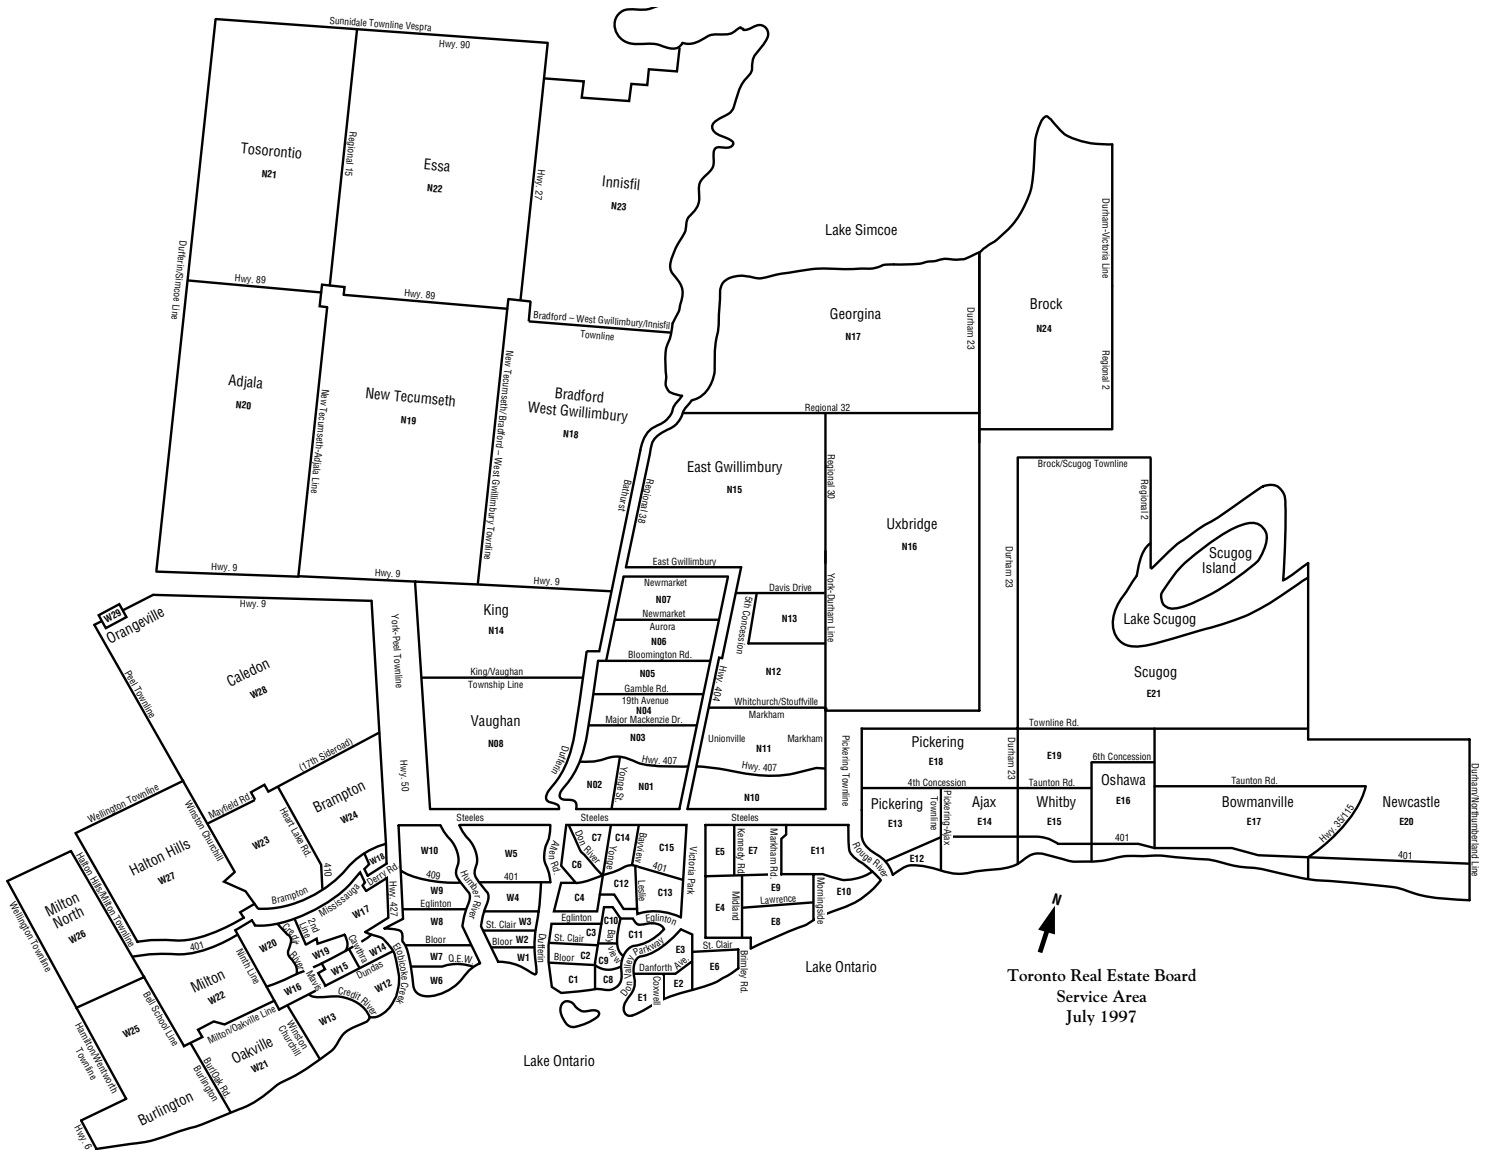 Sunnidale Townline Vespra
Hwy. 90
Tosorontio
N21
Regional 15
Essa
N22
Hwy. 27
Innisfil
N23
Lake Simcoe
Durham-Victoria Line
Brock
N24
Regional 2
Durham 23
Georgina
N17
Regional 32
Dufferin/Simcoe Line
Hwy. 89
Hwy. 89
Bradford – West Gwillimbury/Innisfil
Townline
Adjala
N20
New Tecumseth-Adjala Line
New Tecumseth
N19
New Tecumseth/Bradford – West Gwillimbury Townline
Bradford
West Gwillimbury
N18
Bathurst
Regional 38
East Gwillimbury
N15
Regional 30
Uxbridge
N16
Durham 23
Brock/Scugog Townline
Regional 2
Scugog
Island
Lake Scugog
Scugog
E21
Hwy. 9
Hwy. 9
Hwy. 9
East Gwillimbury
Newmarket
N07
Newmarket
Aurora
N06
Bloomington Rd.
N05
Gamble Rd.
19th Avenue
N04
Major Mackenzie Dr.
N03
Hwy. 407
N02
Yonge St.
N01
Davis Drive
5th Concession
N13
York-Durham Line
N12
Hwy. 404
Whitchurch/Stouffville
Markham
Unionville
Markham
N11
Hwy. 407
N10
King
N14
King/Vaughan
Township Line
Vaughan
N08
Dufferin
York-Peel Townline
Hwy. 50
W29
Orangeville
Hwy. 9
Caledon
W28
Peel Townline
(17th Sideroad)
Wellington Townline
Winston Churchill
Mayfield Rd.
W23
Heart Lake Rd.
Brampton
W24
410
Halton Hills
W27
Halton Hills/Milton Townline
Milton
North
W26
Wellington Townline
Brampton
Mississauga
W18
Derry Rd.
Hwy. 427
W17
2nd
Line
Credit
River
W20
W19
Cawthra
W14
Mavis
W15
Dundas
W12
W16
Credit River
W13
Etobicoke Creek
401
Ninth Line
Milton
W22
Milton/Oakville Line
Winston
Churchill
Oakville
W21
BurlOak Rd.
Burlington
Bell School Line
W25
Hamilton/Wentworth
Townline
Burlington
Hwy. 6
Steeles
Steeles
Steeles
W10
409
W9
Eglinton
W8
Bloor
W7
Q.E.W.
W6
Humber River
W5
401
W4
St. Clair
W3
Bloor
W2
W1
Dufferin
Allen Rd.
Don River
C7
C6
Yonge
C14
Bayview
C15
401
C12
Leslie
C13
C4
Victoria Park
Eglinton
C10
Eglinton
St. Clair
C3
Bayview
C11
Bloor
C2
C9
C1
C8
Don Valley Parkway
E3
Danforth Ave.
E1
Coxwell
E2
St. Clair
E6
Brimley Rd.
E5
Kennedy Rd.
E7
Markham Rd.
E11
E9
Lawrence
E10
Morningside
E4
Midland
E8
Rouge River
Pickering Townline
Townline Rd.
Pickering
E18
4th Concession
Durham 23
E19
6th Concession
Taunton Rd.
Taunton Rd.
Pickering
E13
Pickering-Ajax
Townline
Ajax
E14
Whitby
E15
Oshawa
E16
Bowmanville
E17
Newcastle
E20
Hwy. 35/115
401
401
E12
Durham/Northumberland Line
N
Lake Ontario
Lake Ontario
Toronto Real Estate Board
Service Area
July 1997